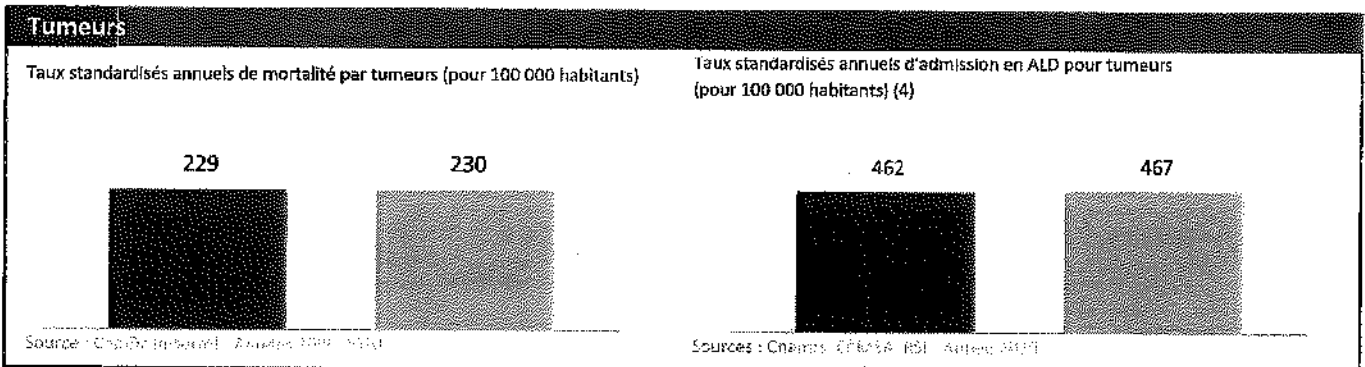 Tumeurs
Taux standardisés annuels de mortalité par tumeurs (pour 100 000 habitants)
229
230
Source :
Taux standardisés annuels d'admission en ALD pour tumeurs
(pour 100 000 habitants) (4)
462
467
Sources : Cnamts